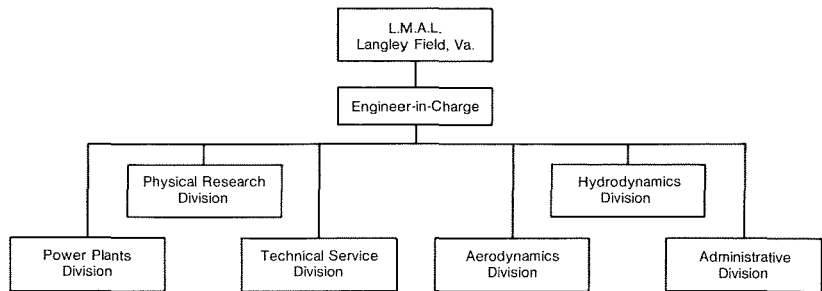 L.M.A.L.
Langley Field, Va.
Engineer-in-Charge
Physical Research
Division
Hydrodynamics
Division
Power Plants
Division
Technical Service
Division
Aerodynamics
Division
Administrative
Division